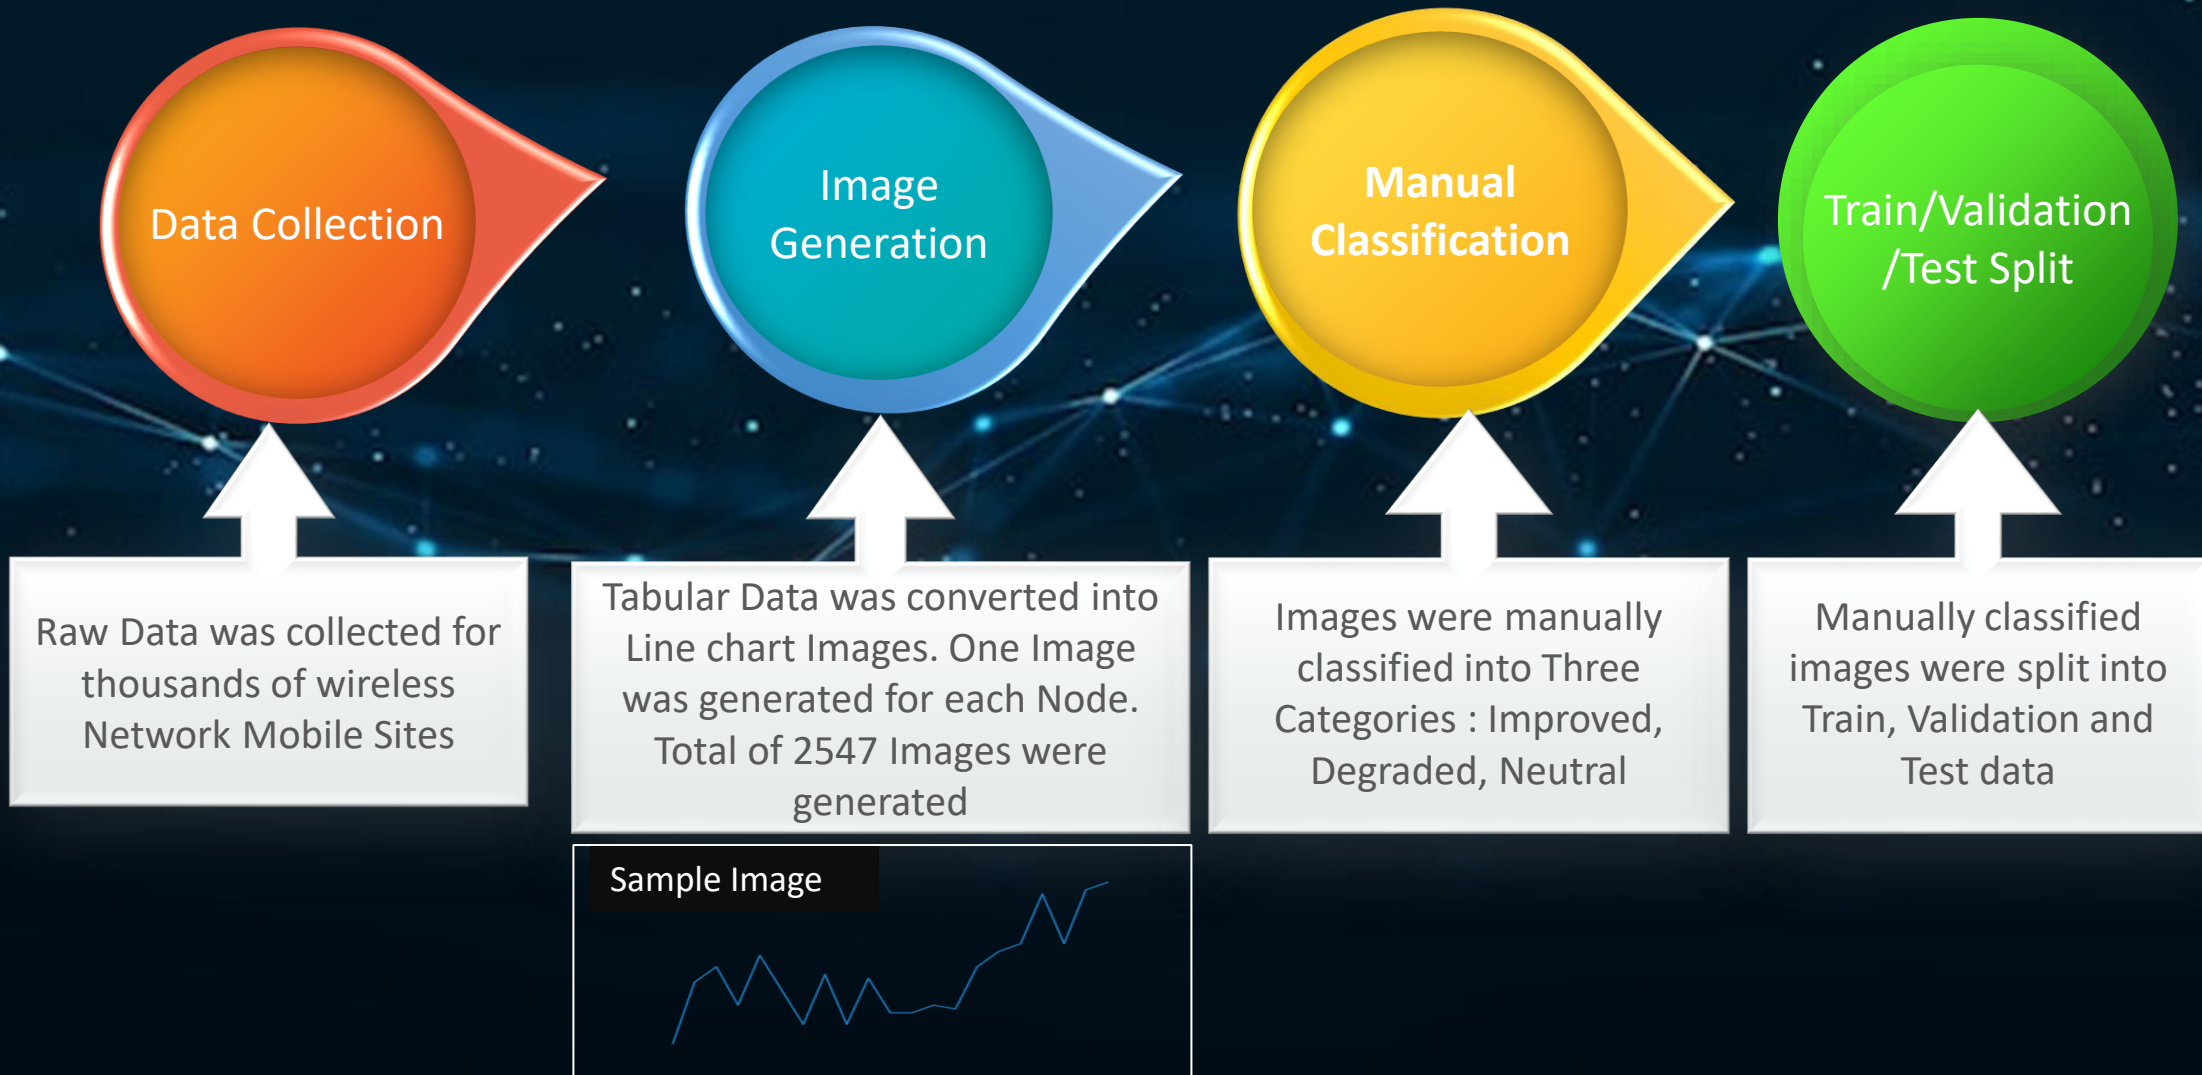 Data Collection
Image
Generation
Manual
Classification
Train/Validation
/Test Split
Raw Data was collected for
thousands of wireless
Network Mobile Sites
Tabular Data was converted into
Line chart Images. One Image
was generated for each Node.
Total of 2547 Images were
generated
Images were manually
classified into Three
Categories : Improved,
Degraded, Neutral
Manually classified
images were split into
Train, Validation and
Test data
Sample Image